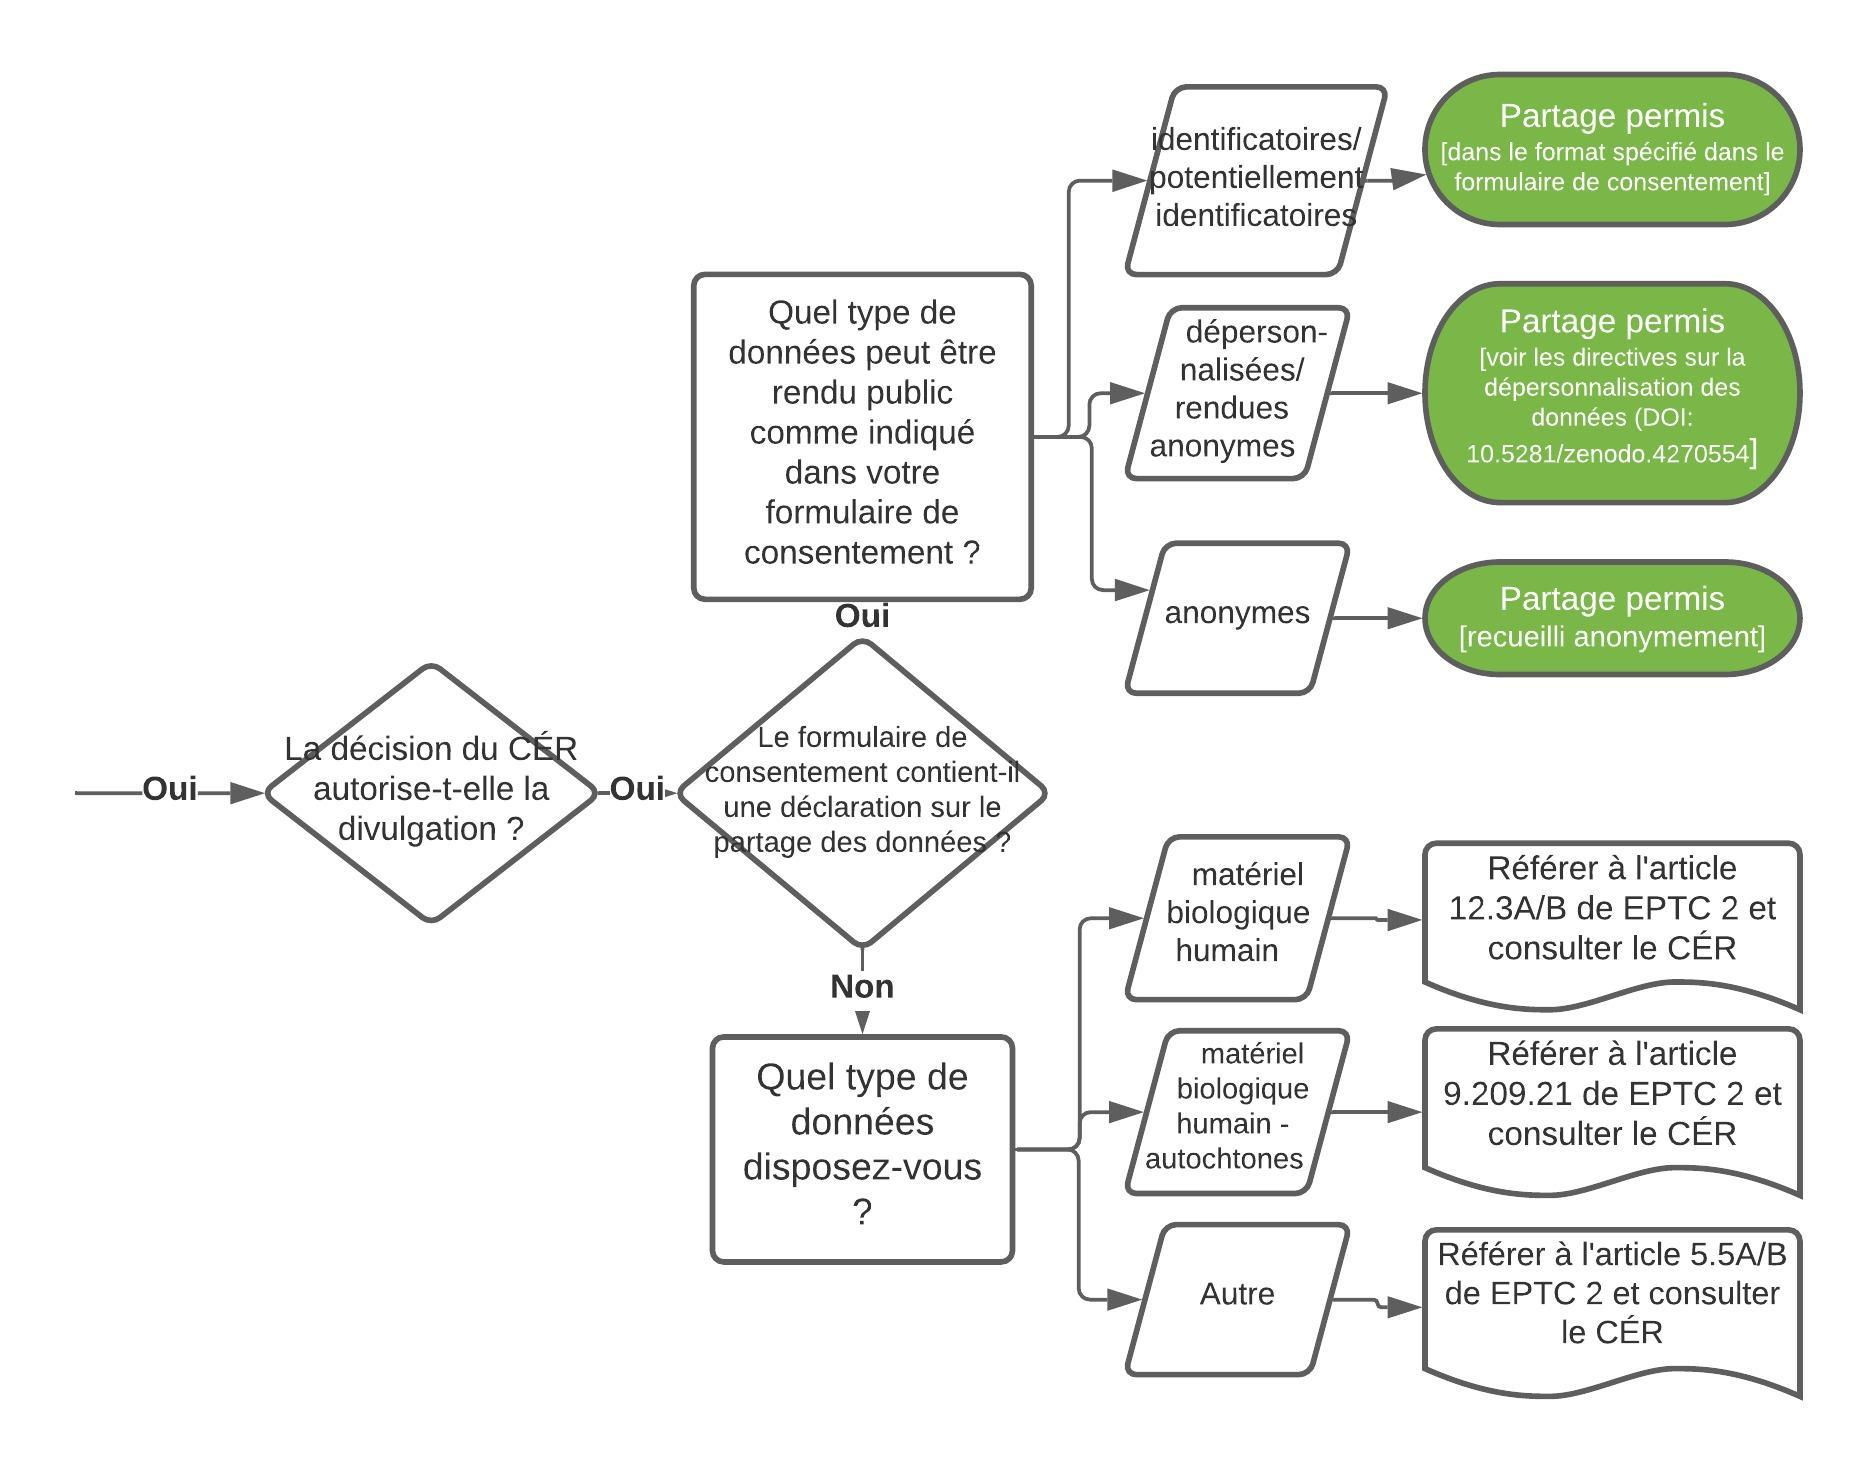 Oui
La décision du CÉR
autorise-t-elle la
divulgation ?
Oui
Le formulaire de
consentement contient-il
une déclaration sur le
partage des données ?
Oui
Quel type de
données peut être
rendu public
comme indiqué
dans votre
formulaire de
consentement ?
identificatoires/
potentiellement
identificatoires
Partage permis
[dans le format spécifié dans le
formulaire de consentement]
déperson-
nalisées/
rendues
anonymes
Partage permis
[voir les directives sur la
dépersonnalisation des
données (DOI:
10.5281/zenodo.4270554]
anonymes
Partage permis
[recueilli anonymement]
Non
Quel type de
données
disposez-vous
?
matériel
biologique
humain
Référer à l'article
12.3A/B de EPTC 2 et
consulter le CÉR
matériel
biologique
humain -
autochtones
Référer à l'article
9.209.21 de EPTC 2 et
consulter le CÉR
Autre
Référer à l'article 5.5A/B
de EPTC 2 et consulter
le CÉR